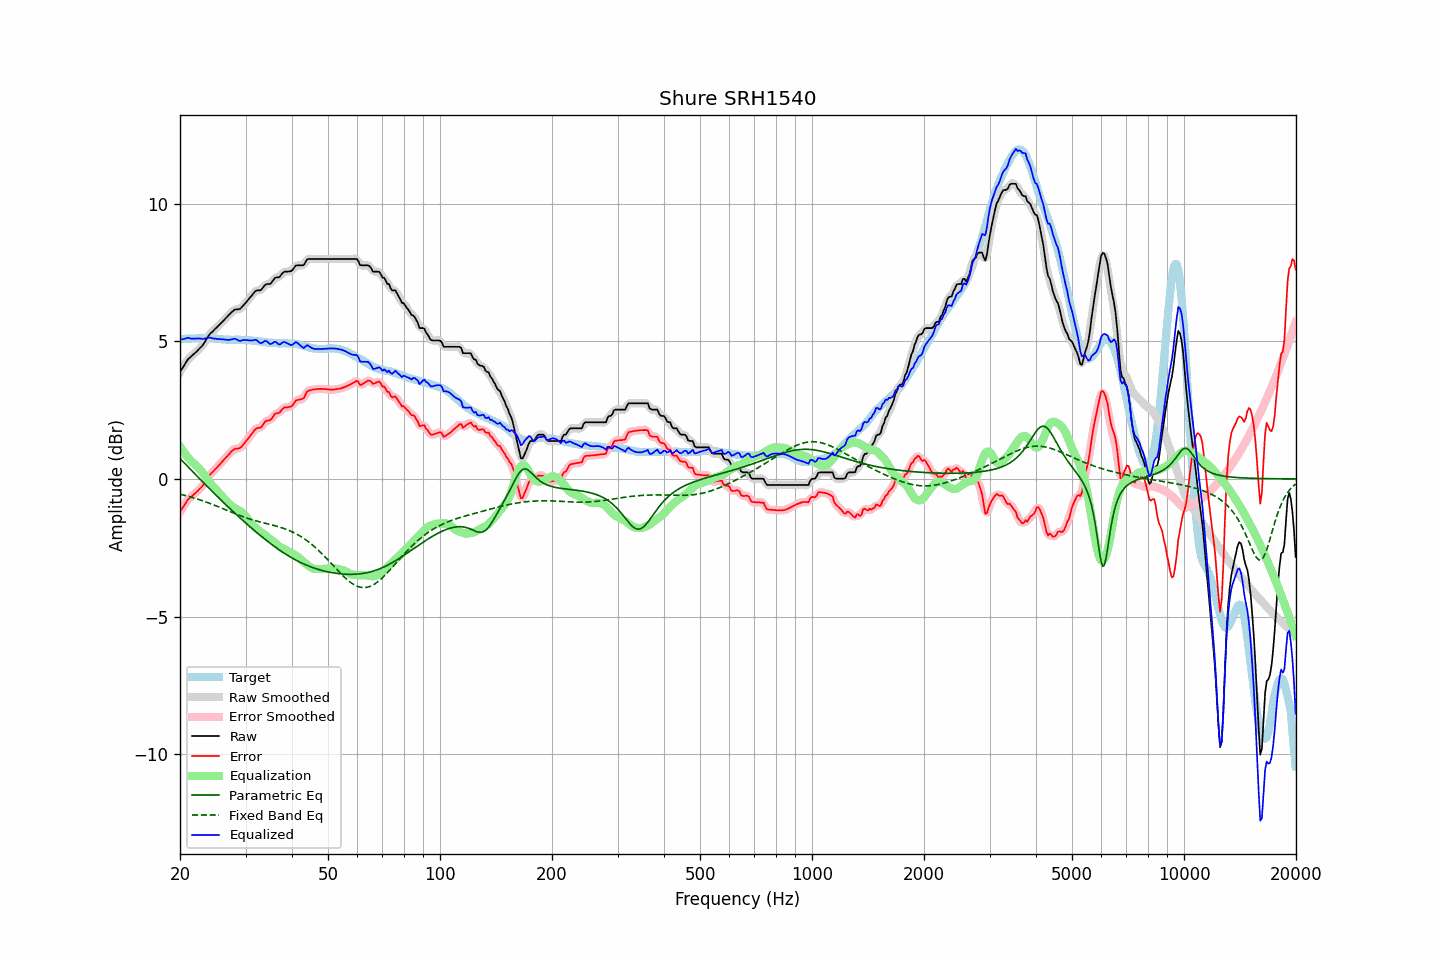 Shure SRH1540
Amplitude (dBr)
10
5
0
−5
−10
Target
Raw Smoothed
Error Smoothed
Raw
Error
Equalization
Parametric Eq
Fixed Band Eq
Equalized
20 50 100 200 500 1000 2000 5000 10000 20000
Frequency (Hz)